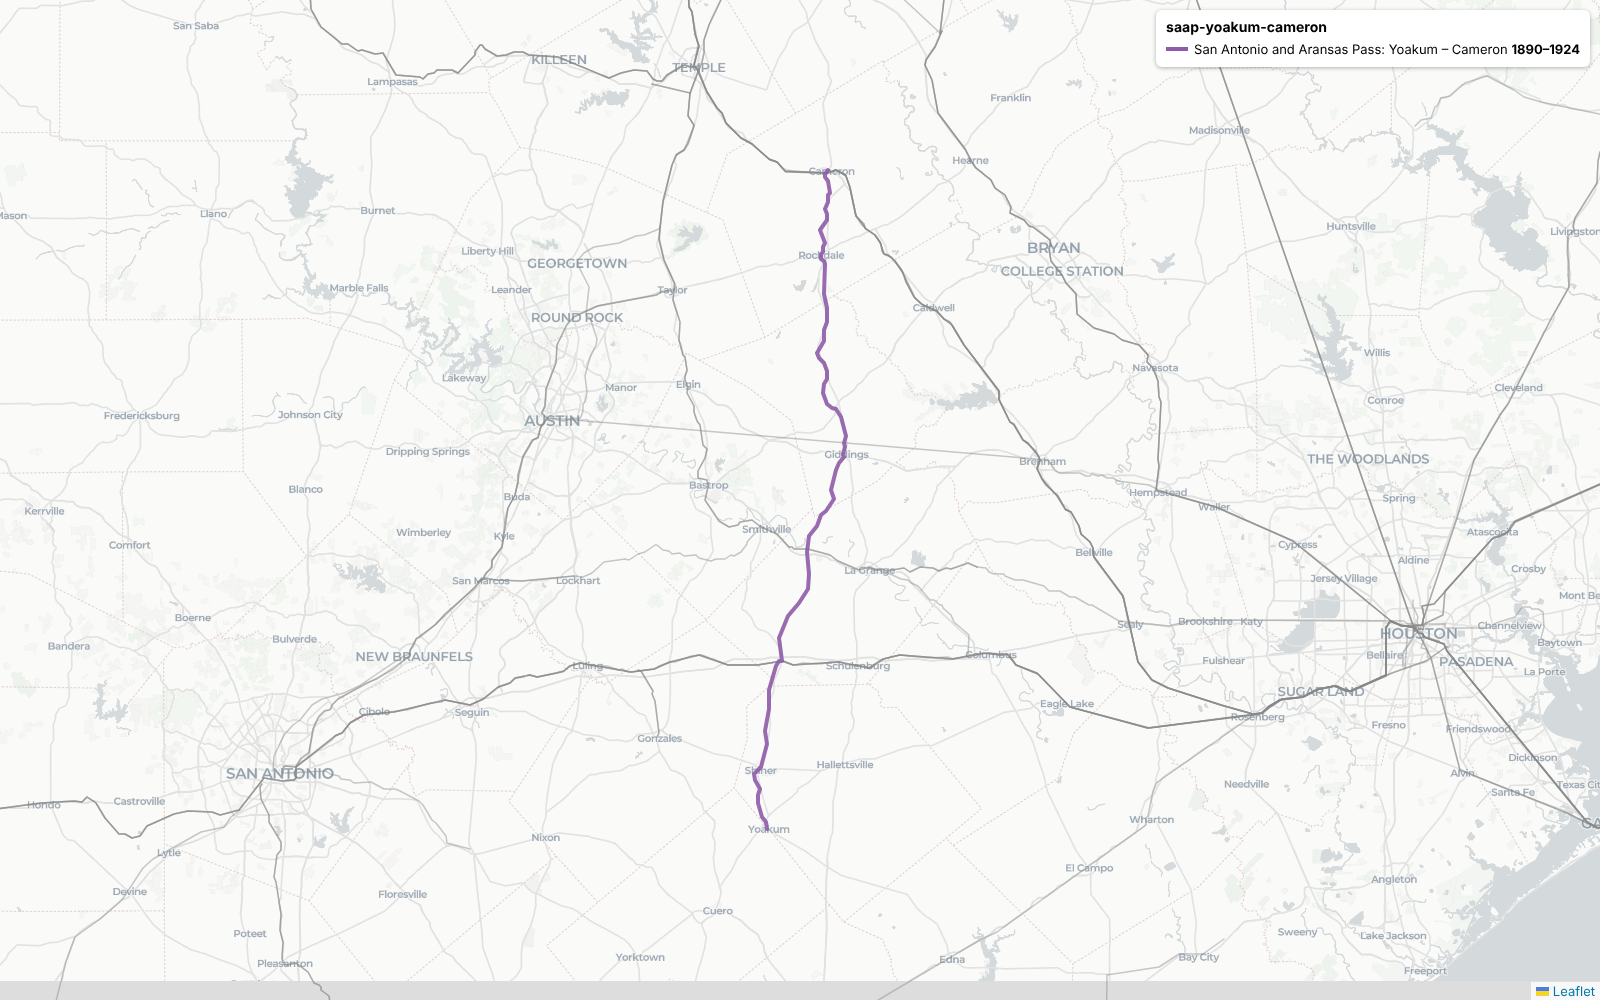 saap-yoakum-cameron
San Antonio and Aransas Pass: Yoakum – Cameron 1890–1924
San Saba
KILLEEN
TEMPLE
Lampasas
Franklin
Madisonville
Hearne
Cameron
Mason
Llano
Burnet
Huntsville
Livingston
Liberty Hill
GEORGETOWN
Rockdale
BRYAN
COLLEGE STATION
Marble Falls
Leander
Taylor
Caldwell
ROUND ROCK
Willis
Navasota
Lakeway
Manor
Elgin
Cleveland
Conroe
Fredericksburg
Johnson City
AUSTIN
Dripping Springs
Giddings
Brenham
THE WOODLANDS
Blanco
Buda
Bastrop
Hempstead
Spring
Waller
Kerrville
Comfort
Wimberley
Kyle
Smithville
Atascocita
Cypress
Bellville
Aldine
La Grange
Crosby
San Marcos
Lockhart
Jersey Village
Mont Be
Boerne
Bulverde
Sealy
Brookshire
Katy
HOUSTON
Channelview
Bandera
Baytown
NEW BRAUNFELS
Luling
Schulenburg
Columbus
Fulshear
Bellaire
PASADENA
La Porte
SUGAR LAND
Cibolo
Seguin
Eagle Lake
Rosenberg
Fresno
Friendswood
Gonzales
SAN ANTONIO
Shiner
Hallettsville
Dickinson
Alvin
Texas Cit
Needville
Santa Fe
Hondo
Castroville
Wharton
GA
Yoakum
Nixon
Lytle
El Campo
Devine
Floresville
Angleton
Cuero
Poteet
Sweeny
Lake Jackson
Pleasanton
Yorktown
Edna
Bay City
Freeport
Leaflet